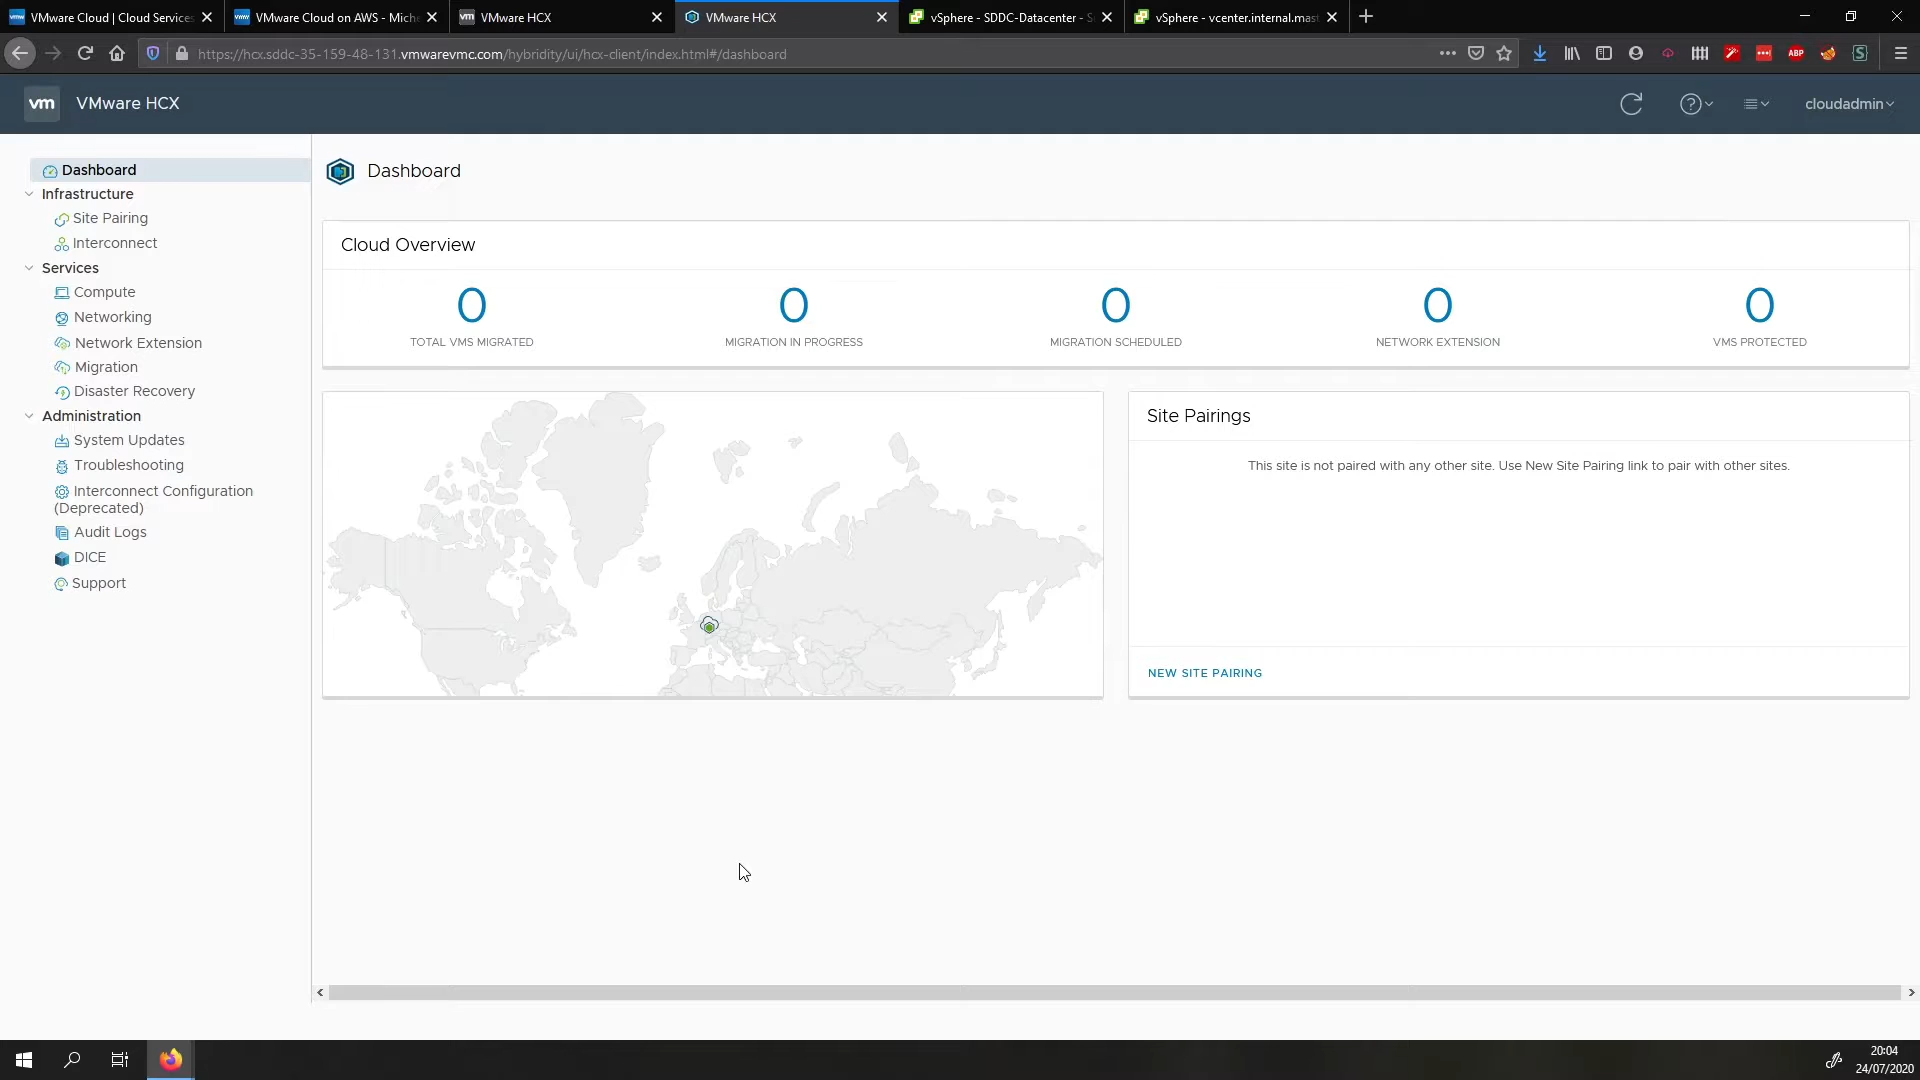 VMware Cloud | Cloud Services
VMware Cloud on AWS - Miche
VMware HCX
VMware HCX
vSphere - SDDC-Datacenter - S
vSphere - vcenter.internal.mast
https://hcx.sddc-35-159-48-131.vmwarevmc.com/hybridity/ui/hcx-client/index.html#/dashboard
ABP
vm
VMware HCX
cloudadmin
Dashboard
Infrastructure
Site Pairing
Interconnect
Services
Compute
Networking
Network Extension
Migration
Disaster Recovery
Administration
System Updates
Troubleshooting
Interconnect Configuration
(Deprecated)
Audit Logs
DICE
Support
Dashboard
Cloud Overview
0 0 0 0 0
TOTAL VMS MIGRATED MIGRATION IN PROGRESS MIGRATION SCHEDULED NETWORK EXTENSION VMS PROTECTED
Site Pairings
This site is not paired with any other site. Use New Site Pairing link to pair with other sites.
NEW SITE PAIRING
20:04
24/07/2020